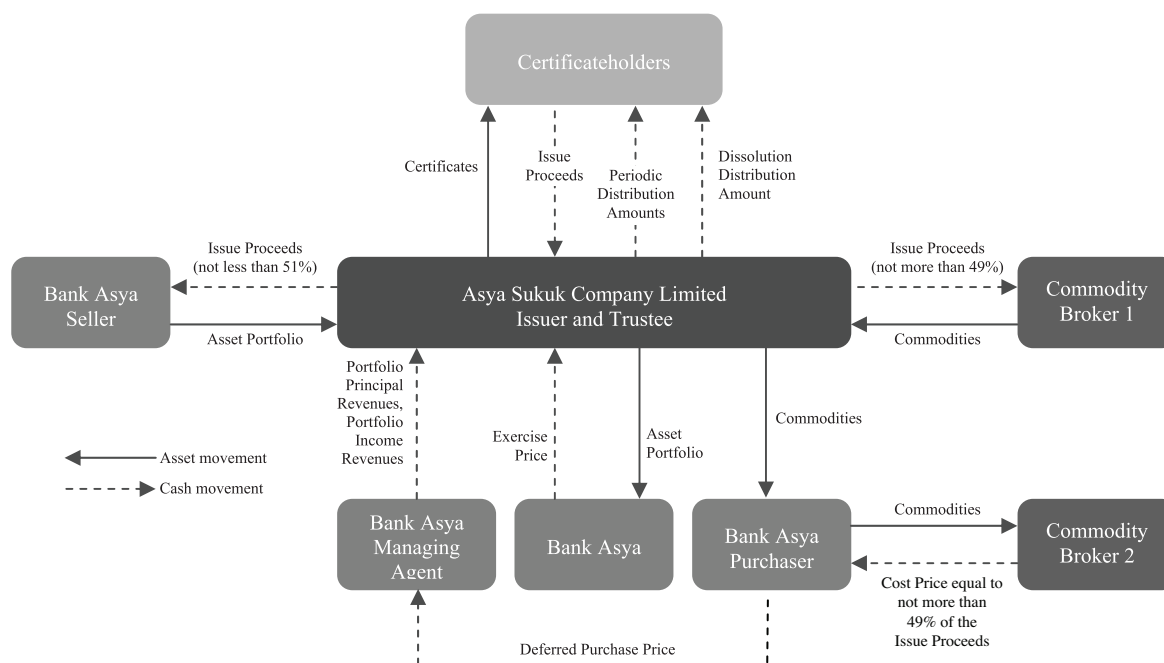 Certificateholders
Certificates
Issue
Proceeds
Periodic
Distribution
Amounts
Dissolution
Distribution
Amount
Issue Proceeds
(not less than 51%)
Issue Proceeds
(not more than 49%)
Bank Asya
Seller
Asya Sukuk Company Limited
Issuer and Trustee
Commodity
Broker 1
Asset Portfolio
Commodities
Portfolio
Principal
Revenues,
Portfolio
Income
Revenues
Exercise
Price
Asset
Portfolio
Commodities
Asset movement
Cash movement
Bank Asya
Managing
Agent
Bank Asya
Bank Asya
Purchaser
Commodities
Commodity
Broker 2
Cost Price equal to
not more than
49% of the
Issue Proceeds
Deferred Purchase Price